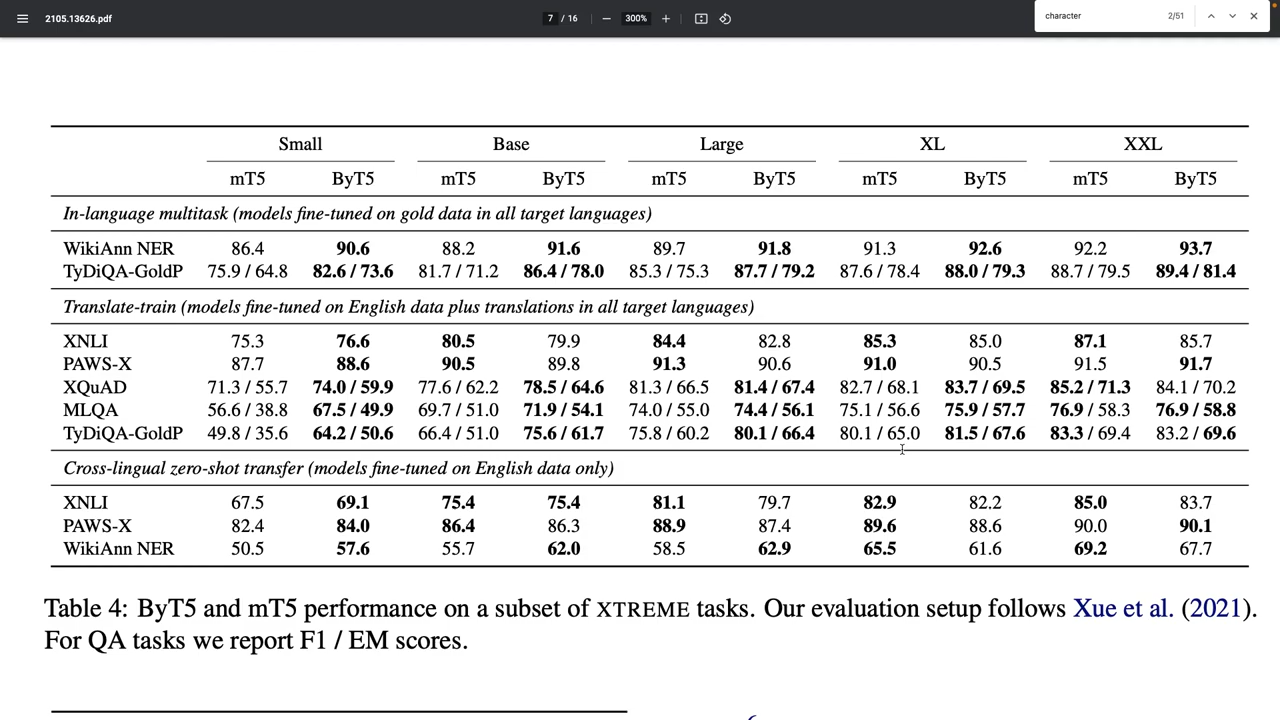 2105.13626.pdf 7 / 16 300% character 2/51
Small Base Large XL XXL
mT5 ByT5 mT5 ByT5 mT5 ByT5 mT5 ByT5 mT5 ByT5
In-language multitask (models fine-tuned on gold data in all target languages)
WikiAnn NER 86.4 90.6 88.2 91.6 89.7 91.8 91.3 92.6 92.2 93.7
TyDiQA-GoldP 75.9 / 64.8 82.6 / 73.6 81.7 / 71.2 86.4 / 78.0 85.3 / 75.3 87.7 / 79.2 87.6 / 78.4 88.0 / 79.3 88.7 / 79.5 89.4 / 81.4
Translate-train (models fine-tuned on English data plus translations in all target languages)
XNLI 75.3 76.6 80.5 79.9 84.4 82.8 85.3 85.0 87.1 85.7
PAWS-X 87.7 88.6 90.5 89.8 91.3 90.6 91.0 90.5 91.5 91.7
XQuAD 71.3 / 55.7 74.0 / 59.9 77.6 / 62.2 78.5 / 64.6 81.3 / 66.5 81.4 / 67.4 82.7 / 68.1 83.7 / 69.5 85.2 / 71.3 84.1 / 70.2
MLQA 56.6 / 38.8 67.5 / 49.9 69.7 / 51.0 71.9 / 54.1 74.0 / 55.0 74.4 / 56.1 75.1 / 56.6 75.9 / 57.7 76.9 / 58.3 76.9 / 58.8
TyDiQA-GoldP 49.8 / 35.6 64.2 / 50.6 66.4 / 51.0 75.6 / 61.7 75.8 / 60.2 80.1 / 66.4 80.1 / 65.0 81.5 / 67.6 83.3 / 69.4 83.2 / 69.6
Cross-lingual zero-shot transfer (models fine-tuned on English data only)
XNLI 67.5 69.1 75.4 75.4 81.1 79.7 82.9 82.2 85.0 83.7
PAWS-X 82.4 84.0 86.4 86.3 88.9 87.4 89.6 88.6 90.0 90.1
WikiAnn NER 50.5 57.6 55.7 62.0 58.5 62.9 65.5 61.6 69.2 67.7
Table 4: ByT5 and mT5 performance on a subset of XTREME tasks. Our evaluation setup follows Xue et al. (2021).
For QA tasks we report F1 / EM scores.